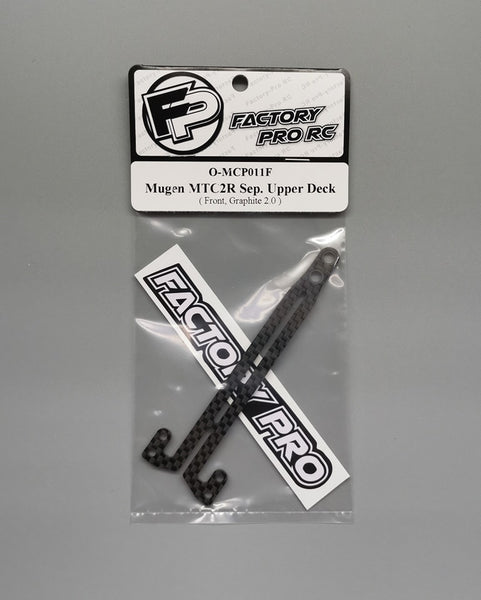 FP
FACTORY
PRO RC
O-MCP011F
Mugen MTC2R Sep. Upper Deck
( Front, Graphite 2.0 )
FACTORY PRO